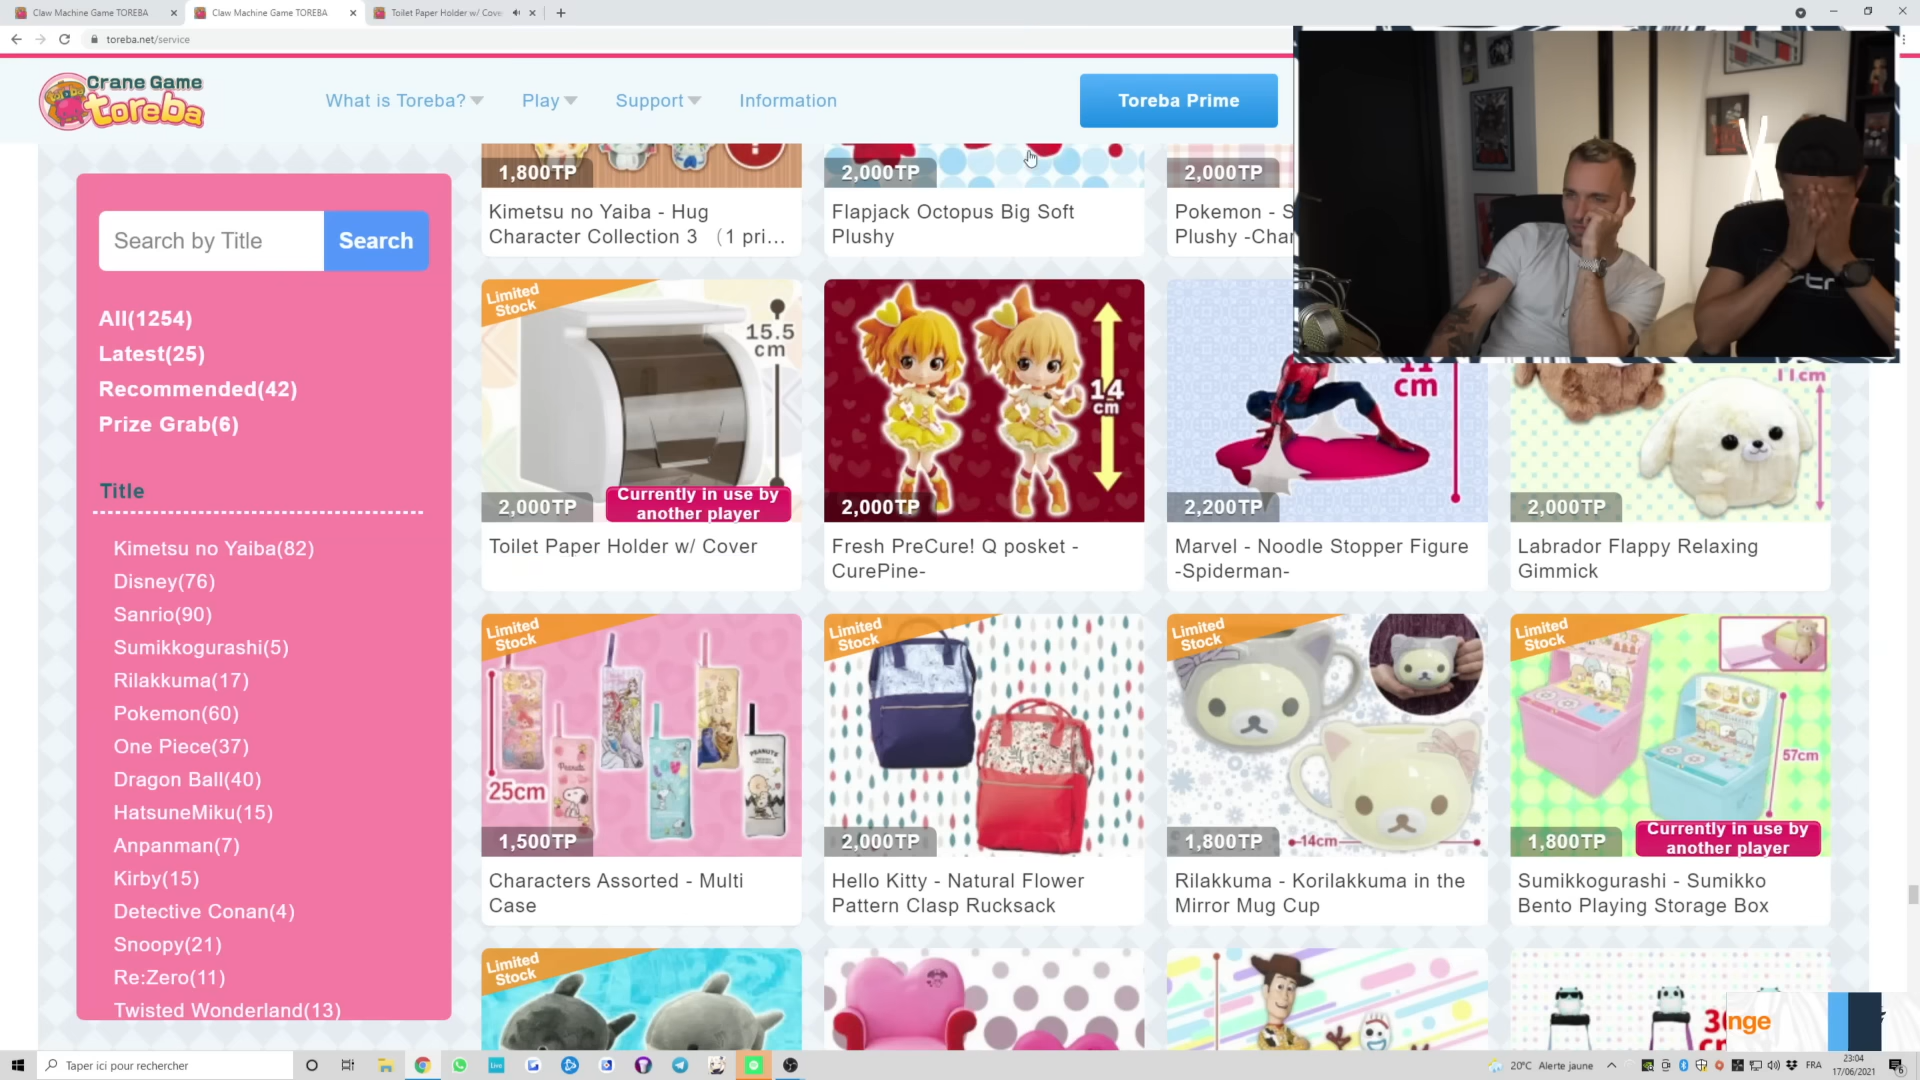 Claw Machine Game TOREBA
Claw Machine Game TOREBA
Toilet Paper Holder w/ Cove
toreba.net/service
Crane Game
toreba
What is Toreba?
Play
Support
Information
Toreba Prime
Search by Title
Search
All(1254)
Latest(25)
Recommended(42)
Prize Grab(6)
Title
Kimetsu no Yaiba(82)
Disney(76)
Sanrio(90)
Sumikkogurashi(5)
Rilakkuma(17)
Pokemon(60)
One Piece(37)
Dragon Ball(40)
HatsuneMiku(15)
Anpanman(7)
Kirby(15)
Detective Conan(4)
Snoopy(21)
Re:Zero(11)
Twisted Wonderland(13)
1,800TP
Kimetsu no Yaiba - Hug
Character Collection 3 （1 pri...
2,000TP
Flapjack Octopus Big Soft
Plushy
2,000TP
Pokemon - S
Plushy -Char
Limited
Stock
15.5
cm
2,000TP
Currently in use by
another player
Toilet Paper Holder w/ Cover
14
cm
2,000TP
Fresh PreCure! Q posket -
CurePine-
11
cm
2,200TP
Marvel - Noodle Stopper Figure
-Spiderman-
11cm
2,000TP
Labrador Flappy Relaxing
Gimmick
Limited
Stock
25cm
Peanuts
PEANUTS
1,500TP
Characters Assorted - Multi
Case
Limited
Stock
2,000TP
Hello Kitty - Natural Flower
Pattern Clasp Rucksack
Limited
Stock
1,800TP
14cm
Rilakkuma - Korilakkuma in the
Mirror Mug Cup
Limited
Stock
57cm
1,800TP
Currently in use by
another player
Sumikkogurashi - Sumikko
Bento Playing Storage Box
Limited
Stock
30
nge
Taper ici pour rechercher
20°C Alerte jaune
FRA
23:04
17/06/2021